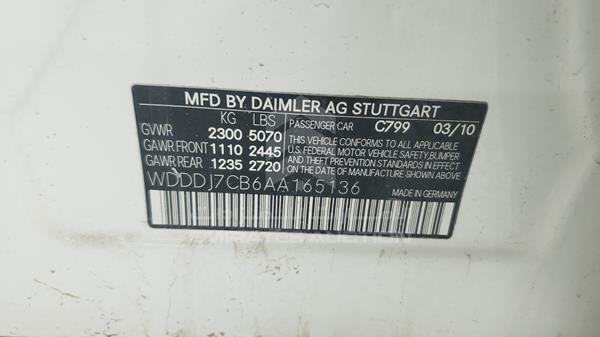 MFD BY DAIMLER AG STUTTGART
KG LBS PASSENGER CAR C799 03/10
GVWR 2300 5070 THIS VEHICLE CONFORMS TO ALL APPLICABLE
GAWR FRONT 1110 2445 U.S. FEDERAL MOTOR VEHICLE SAFETY, BUMPER
GAWR REAR 1235 2720 AND THEFT PREVENTION STANDARDS IN EFFECT
ON THE DATE OF MANUFACTURE SHOWN ABOVE.
WDDDJ7CB6AA165136 MADE IN GERMANY
EMIRATES AUCTION